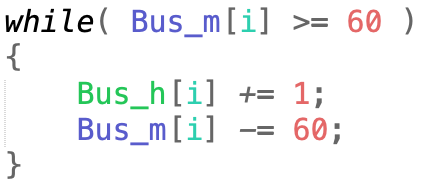 while( Bus_m[i] >= 60 )
{
    Bus_h[i] += 1;
    Bus_m[i] -= 60;
}